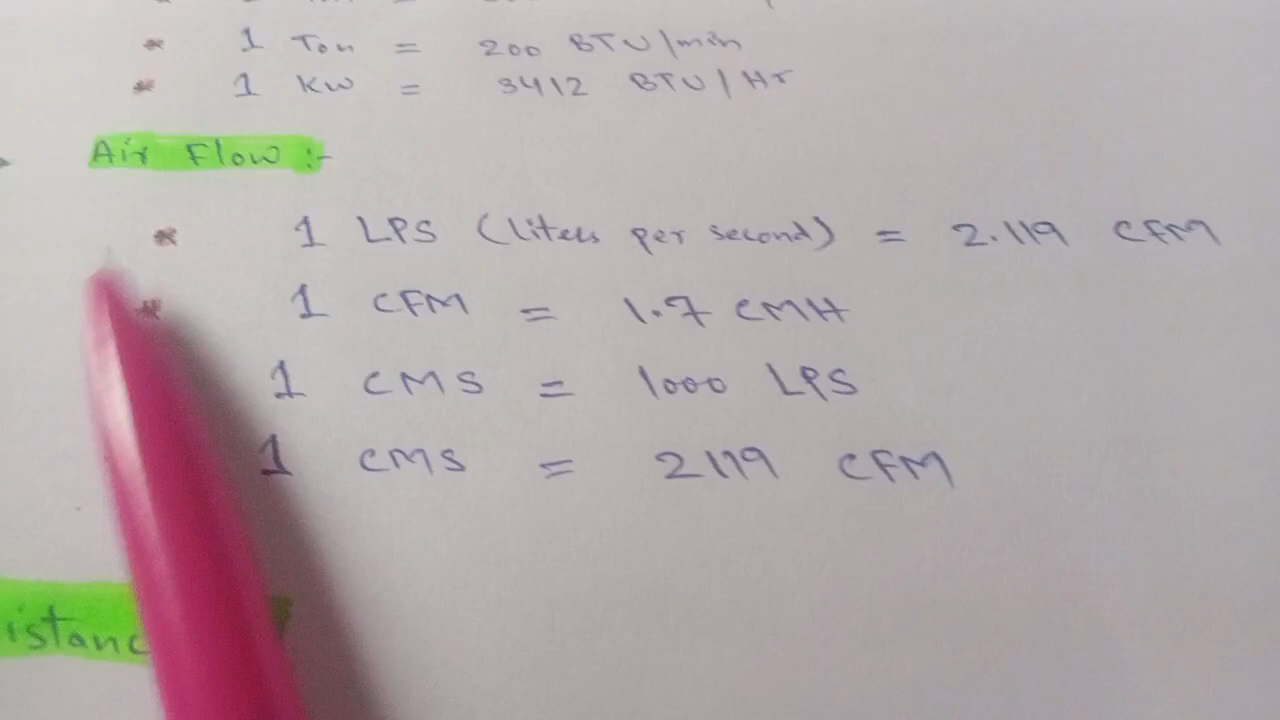 * 1 Ton = 200 BTU/min
* 1 KW = 3412 BTU/Hr
Air Flow :-
* 1 LPS (liters per second) = 2.119 CFM
* 1 CFM = 1.7 CMH
1 CMS = 1000 LPS
1 CMS = 2119 CFM
istanc